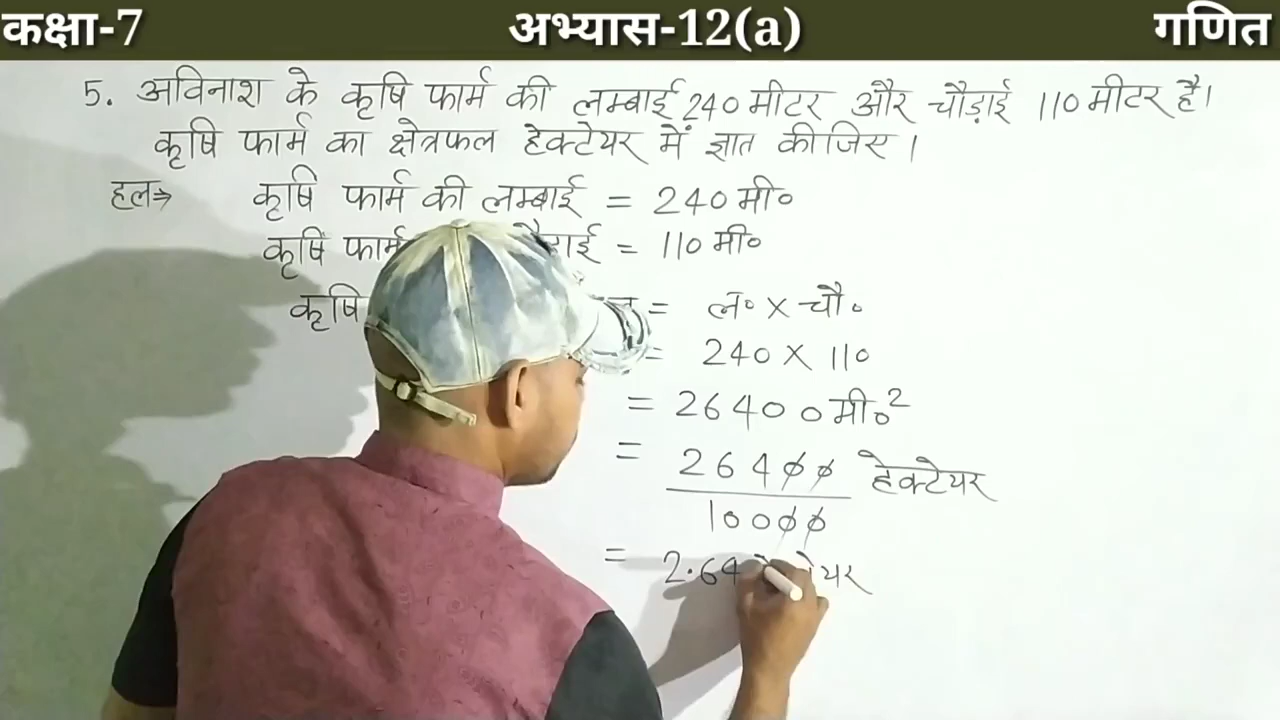 कक्षा-7 अभ्यास-12(a) गणित
5. अविनाश के कृषि फार्म की लम्बाई 240 मीटर और चौड़ाई 110 मीटर है।
कृषि फार्म का क्षेत्रफल हेक्टेयर में ज्ञात कीजिए।
हल⇒ कृषि फार्म की लम्बाई = 240 मी०
कृषि फार्म = 110 मी०
कृषि = ल० × चौ०
= 240 × 110
= 26400 मी०²
= 26400 हेक्टेयर
10000
= 2.64